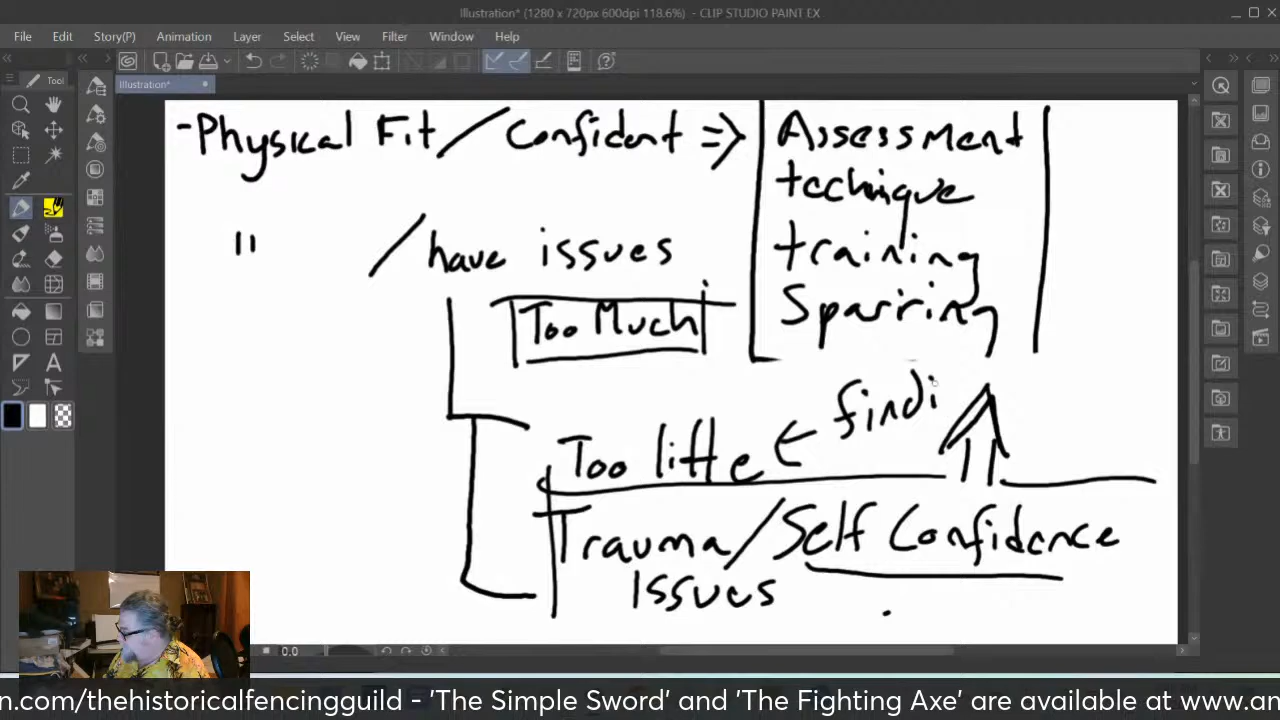 Illustration* (1280 x 720px 600dpi 118.6%) - CLIP STUDIO PAINT EX
File Edit Story(P) Animation Layer Select View Filter Window Help
Tool
Illustration*
-Physical Fit / Confident => Assessment
technique
" / have issues
training
Too Much
Sparring
Too little <- findi
Trauma/Self Confidence
Issues
0.0
n.com/thehistoricalfencingguild - 'The Simple Sword' and 'The Fighting Axe' are available at www.am